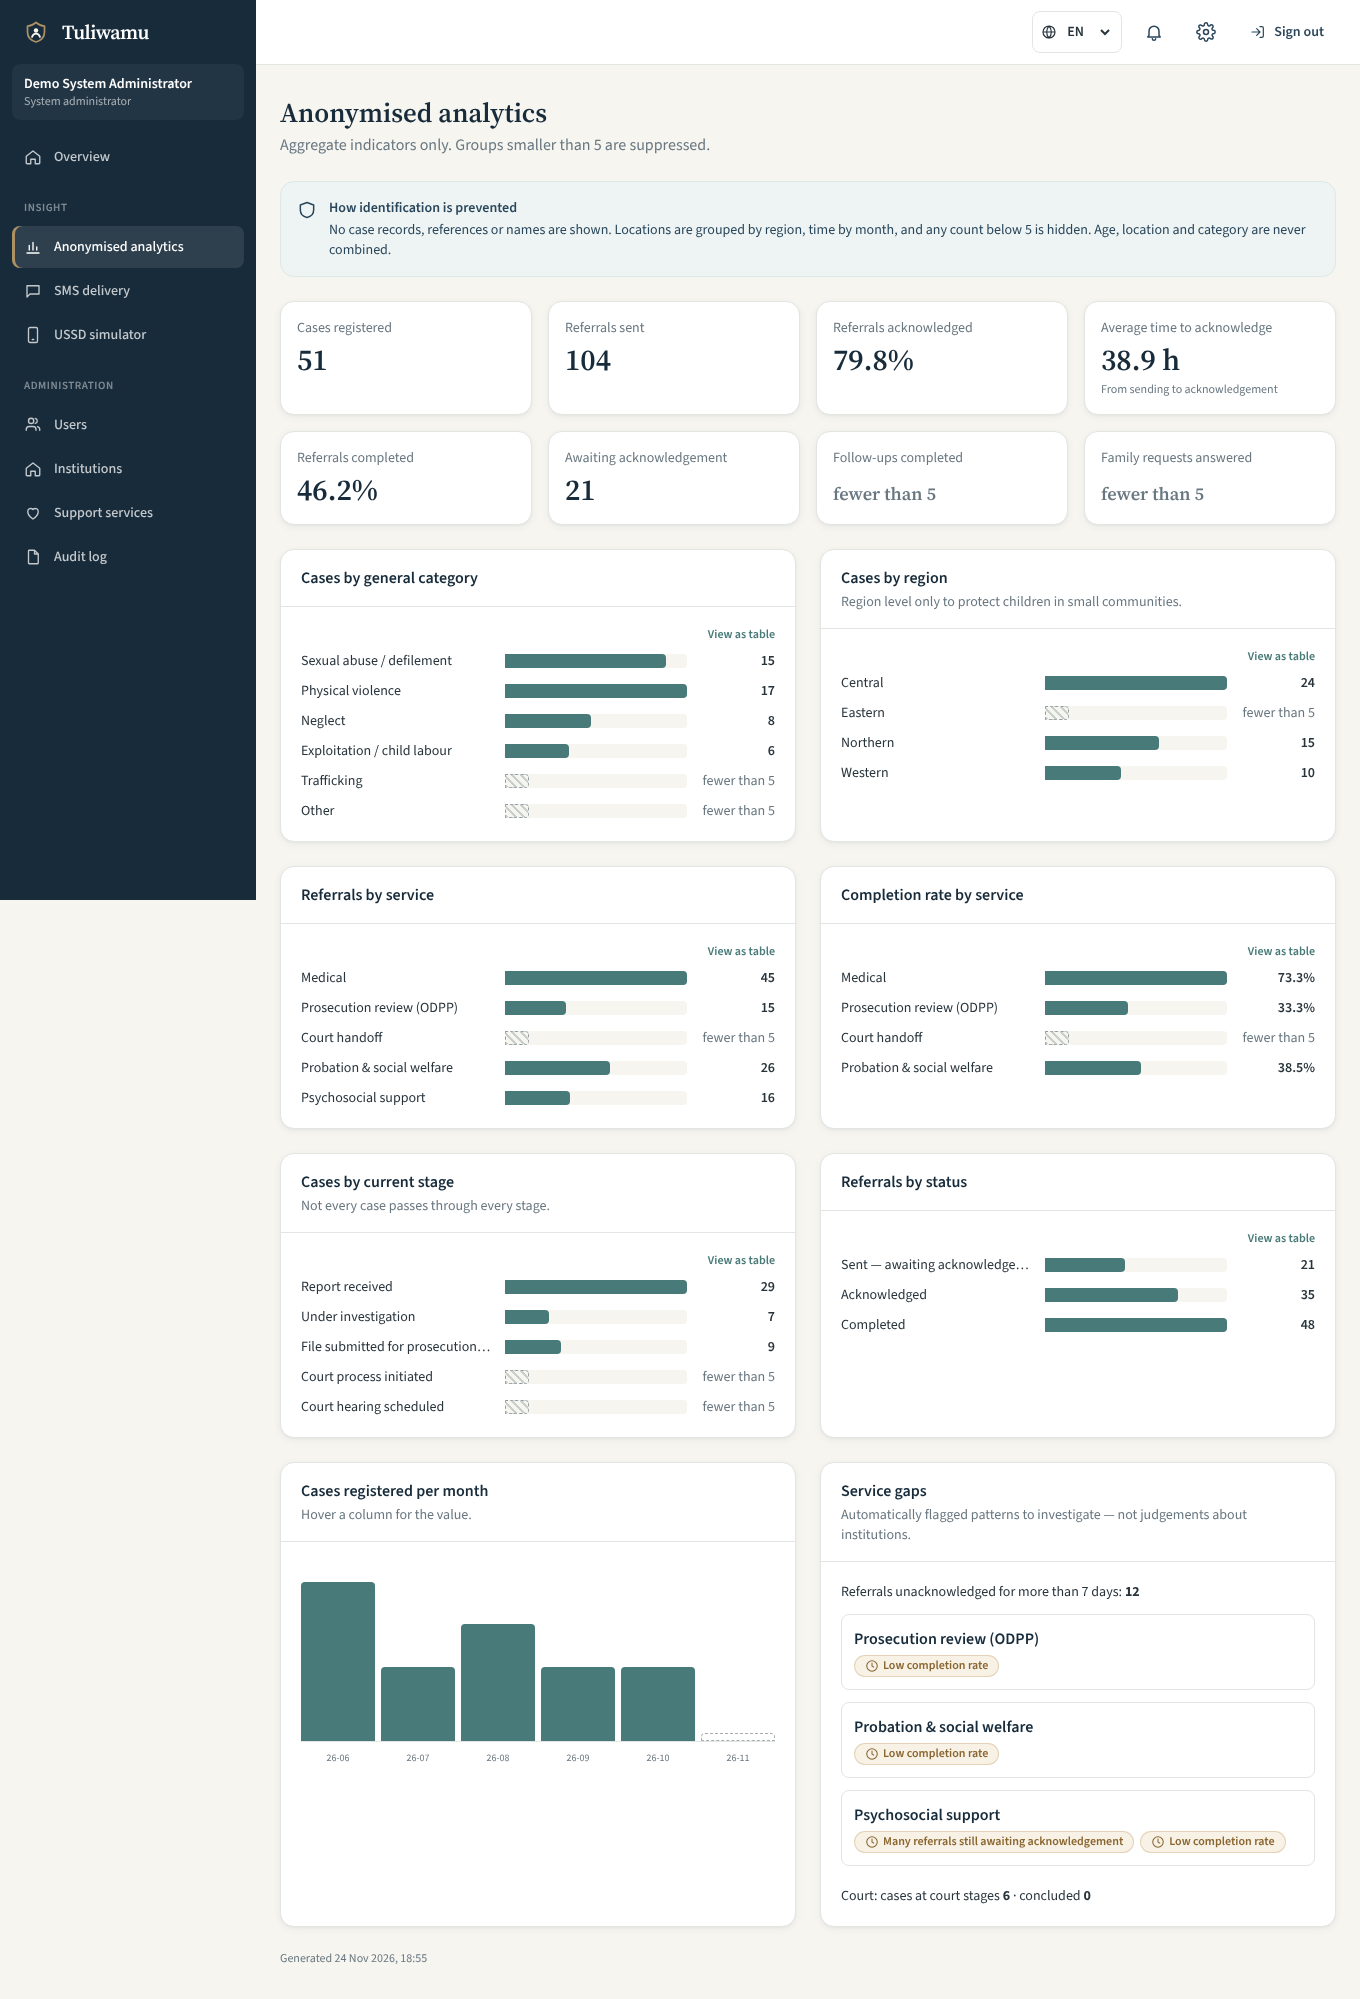 Tuliwamu
Demo System Administrator
System administrator
Overview
INSIGHT
Anonymised analytics
SMS delivery
USSD simulator
ADMINISTRATION
Users
Institutions
Support services
Audit log
EN
Sign out
Anonymised analytics
Aggregate indicators only. Groups smaller than 5 are suppressed.
How identification is prevented
No case records, references or names are shown. Locations are grouped by region, time by month, and any count below 5 is hidden. Age, location and category are never
combined.
Cases registered
51
Referrals sent
104
Referrals acknowledged
79.8%
Average time to acknowledge
38.9 h
From sending to acknowledgement
Referrals completed
46.2%
Awaiting acknowledgement
21
Follow-ups completed
fewer than 5
Family requests answered
fewer than 5
Cases by general category
View as table
Sexual abuse / defilement 15
Physical violence 17
Neglect 8
Exploitation / child labour 6
Trafficking fewer than 5
Other fewer than 5
Cases by region
Region level only to protect children in small communities.
View as table
Central 24
Eastern fewer than 5
Northern 15
Western 10
Referrals by service
View as table
Medical 45
Prosecution review (ODPP) 15
Court handoff fewer than 5
Probation & social welfare 26
Psychosocial support 16
Completion rate by service
View as table
Medical 73.3%
Prosecution review (ODPP) 33.3%
Court handoff fewer than 5
Probation & social welfare 38.5%
Cases by current stage
Not every case passes through every stage.
View as table
Report received 29
Under investigation 7
File submitted for prosecution… 9
Court process initiated fewer than 5
Court hearing scheduled fewer than 5
Referrals by status
View as table
Sent — awaiting acknowledge… 21
Acknowledged 35
Completed 48
Cases registered per month
Hover a column for the value.
26-06 26-07 26-08 26-09 26-10 26-11
Service gaps
Automatically flagged patterns to investigate — not judgements about
institutions.
Referrals unacknowledged for more than 7 days: 12
Prosecution review (ODPP)
Low completion rate
Probation & social welfare
Low completion rate
Psychosocial support
Many referrals still awaiting acknowledgement Low completion rate
Court: cases at court stages 6 · concluded 0
Generated 24 Nov 2026, 18:55